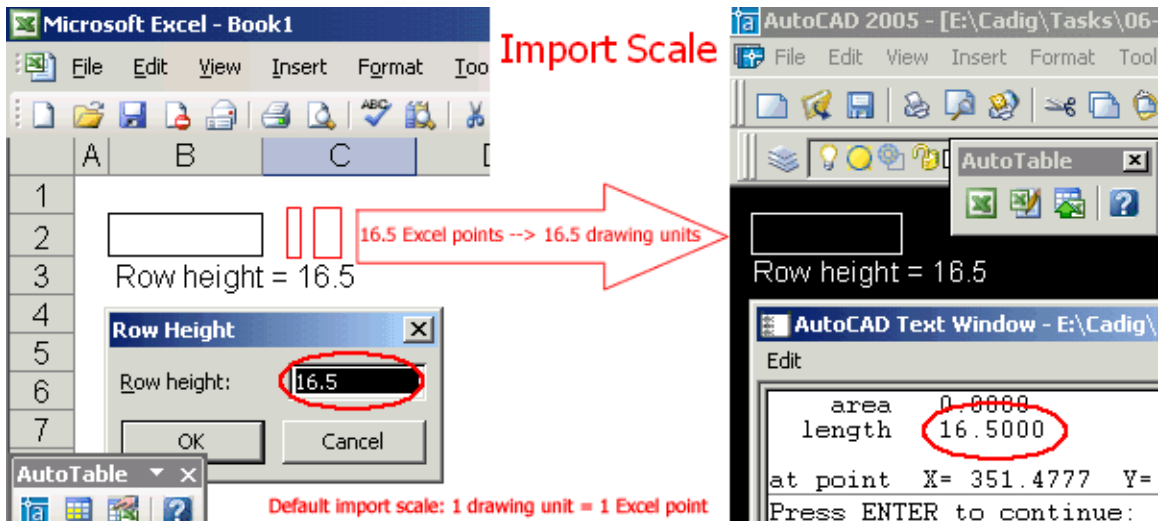 Microsoft Excel - Book1
File Edit View Insert Format Too
ABC
A B C
1
2
3
4
5
6
7
Row height = 16.5
Row Height
Row height: 16.5
OK Cancel
AutoTable
Import Scale
16.5 Excel points --> 16.5 drawing units
Default import scale: 1 drawing unit = 1 Excel point
AutoCAD 2005 - [E:\Cadig\Tasks\06-
File Edit View Insert Format Tool
AutoTable
Row height = 16.5
AutoCAD Text Window - E:\Cadig\
Edit
area 0.0000
length 16.5000
at point X= 351.4777 Y=
Press ENTER to continue: